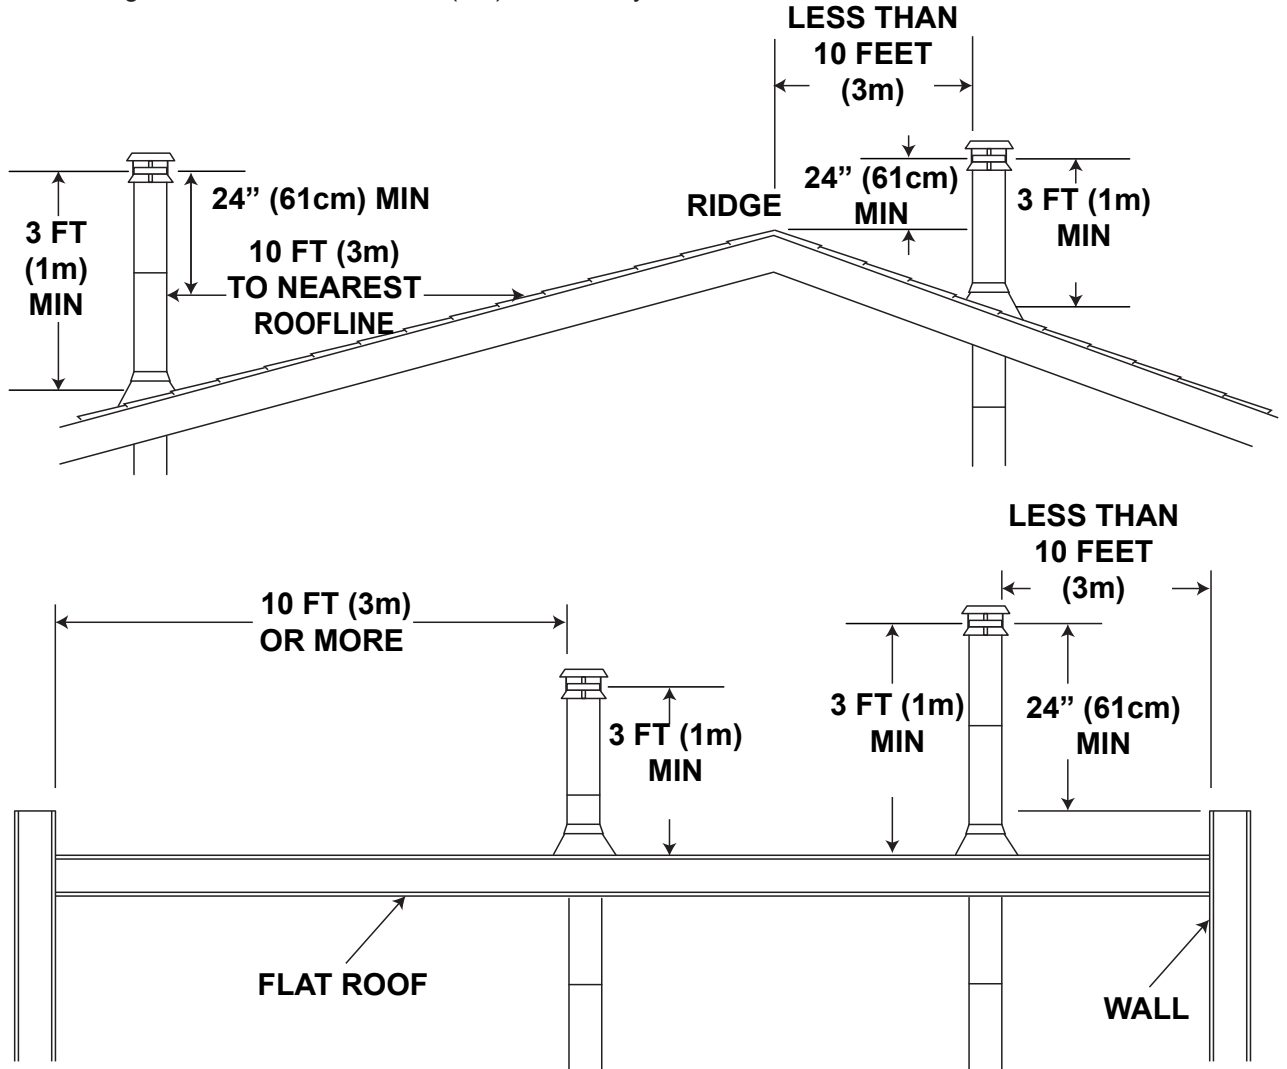 LESS THAN
10 FEET
(3m)
24” (61cm) MIN
3 FT
(1m)
MIN
10 FT (3m)
TO NEAREST
ROOFLINE
RIDGE
24” (61cm)
MIN
3 FT (1m)
MIN
LESS THAN
10 FEET
(3m)
10 FT (3m)
OR MORE
3 FT (1m)
MIN
3 FT (1m)
MIN
24” (61cm)
MIN
FLAT ROOF
WALL